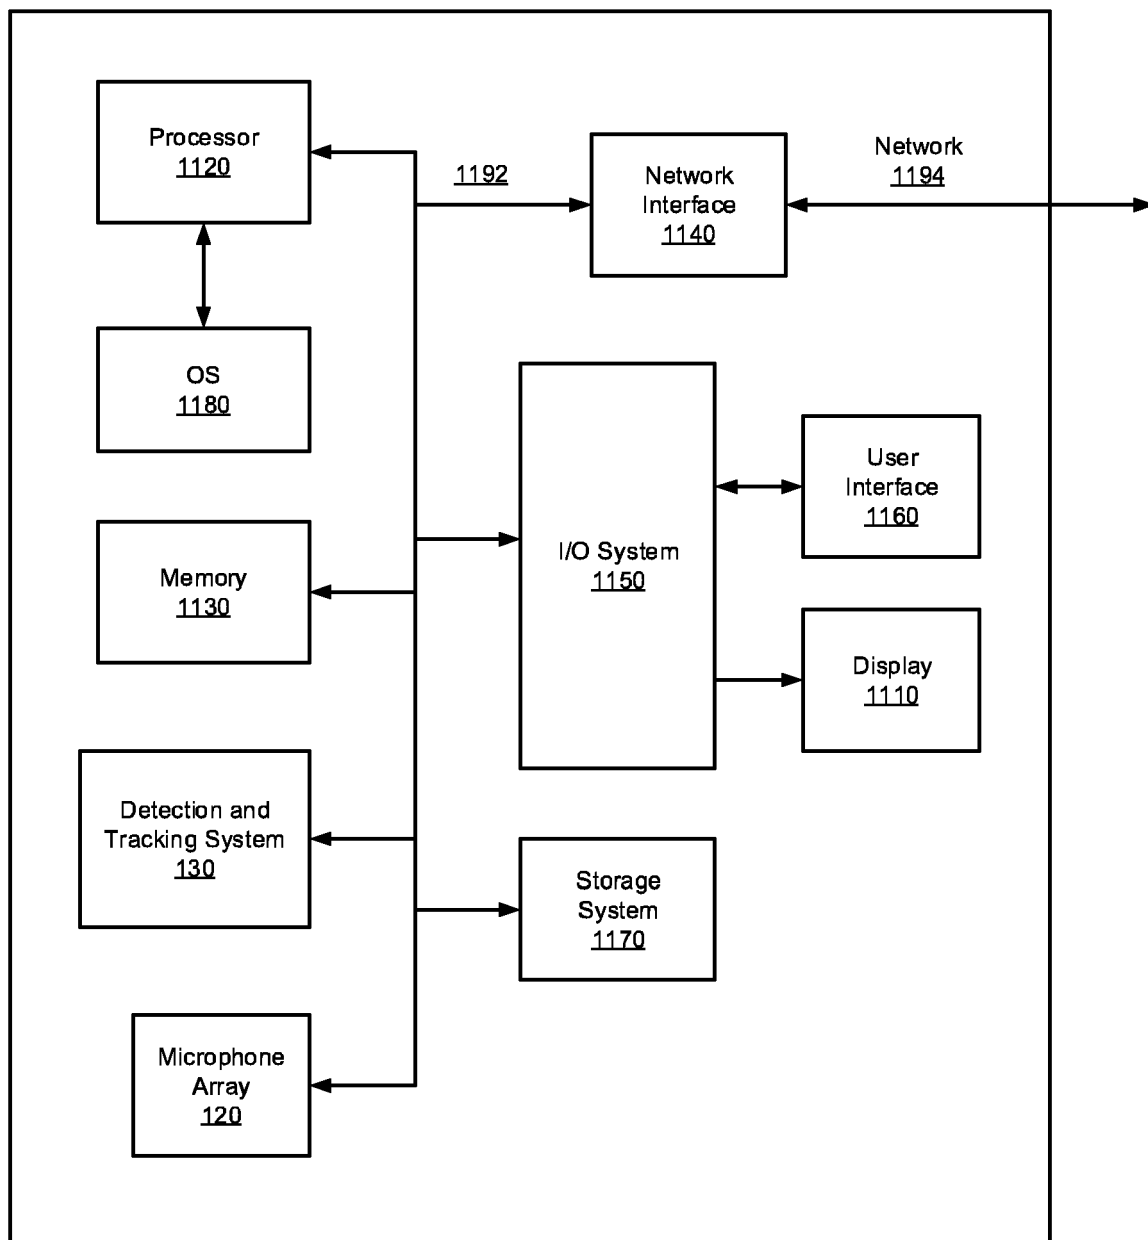 Processor
1120
1192
Network
Interface
1140
Network
1194
OS
1180
I/O System
1150
User
Interface
1160
Memory
1130
Display
1110
Detection and
Tracking System
130
Storage
System
1170
Microphone
Array
120